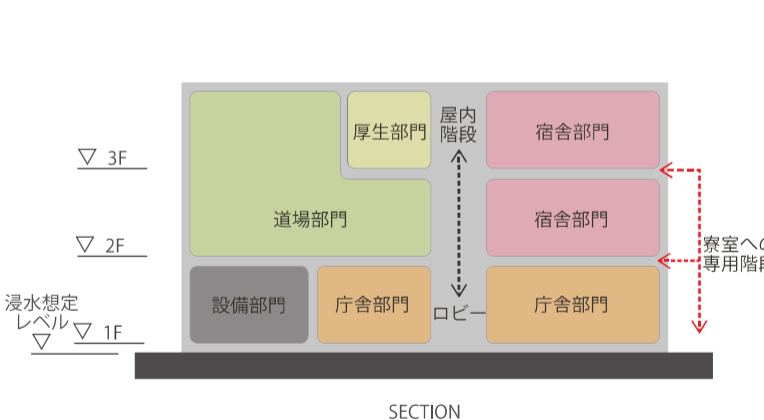 厚生部門
屋内
階段
宿舎部門
3F
道場部門
宿舎部門
2F
寮室への
専用階段
設備部門
庁舎部門
ロビー
庁舎部門
浸水想定
レベル
1F
SECTION